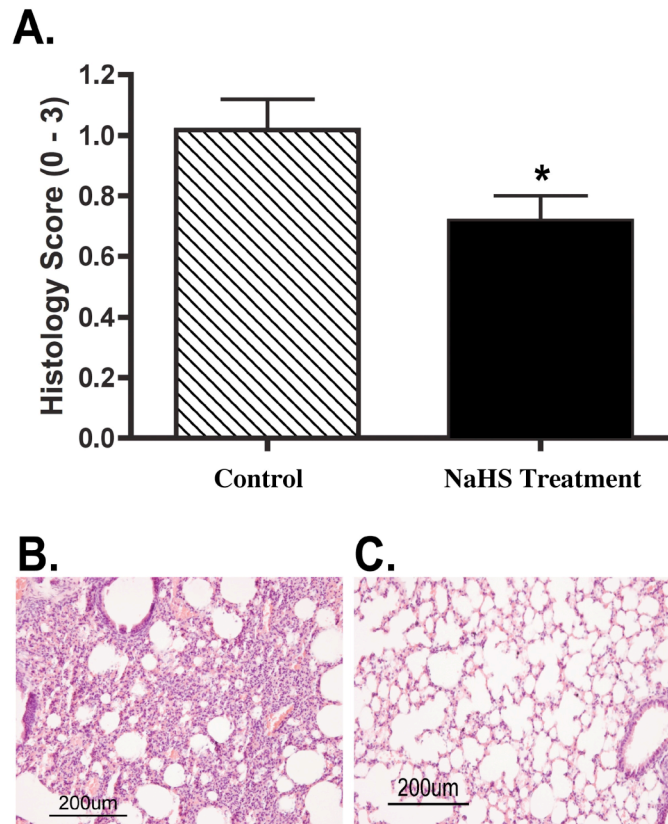 A.
Histology Score (0 - 3)
1.2
1.0
0.8
0.6
0.4
0.2
0.0
*
Control NaHS Treatment
B. C.
200um 200um